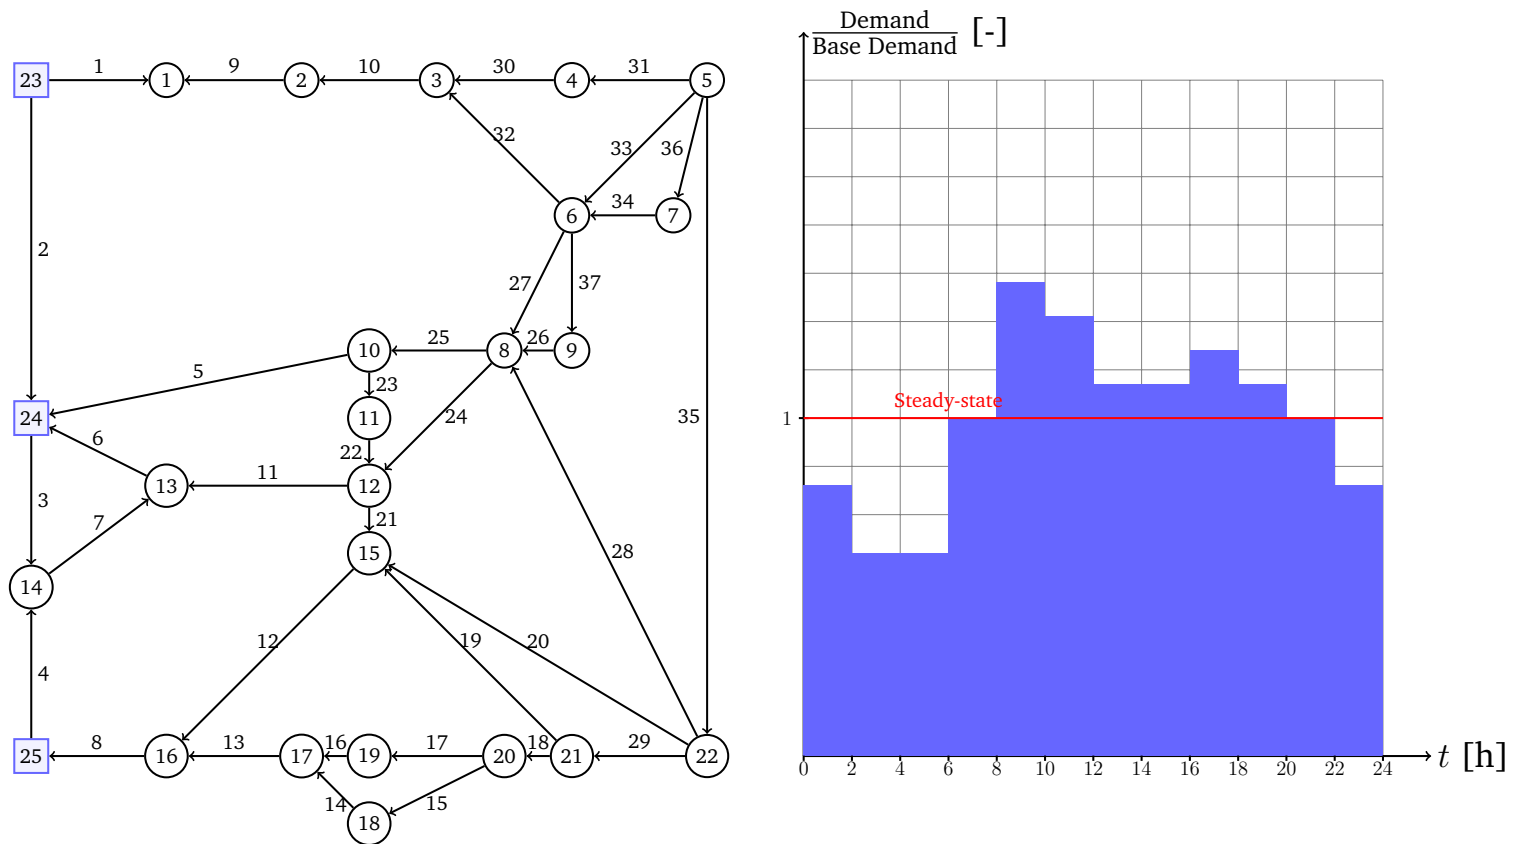 Demand
Base Demand [-]
23 1 1 9 2 10 3 30 4 31 5
32 33 36
6 34 7
2 27 37
10 25 8 26 9
5 23
24 11 24 35
6 22
13 11 12
3 21
7 15
14 28
12 19 20
4
25 8 16 13 17 16 19 17 20 18 21 29 22
14 15
18
Steady-state
1
0 2 4 6 8 10 12 14 16 18 20 22 24
t [h]